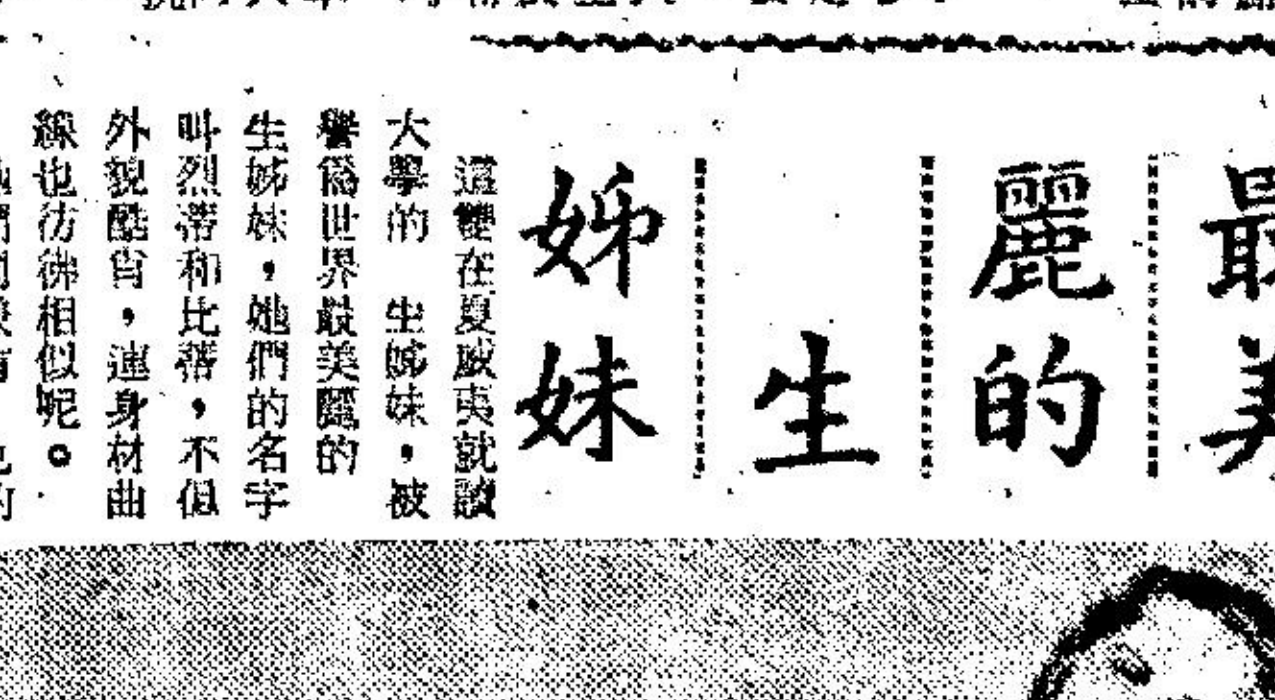 最美
麗的
生
姊妹
這雙在夏威夷就讀
大學的　生姊妹，被
譽爲世界最美麗的
生姊妹，她們的名字
叫烈蒂和比蒂，不但
外貌酷肖，連身材曲
線也彷彿相似呢。